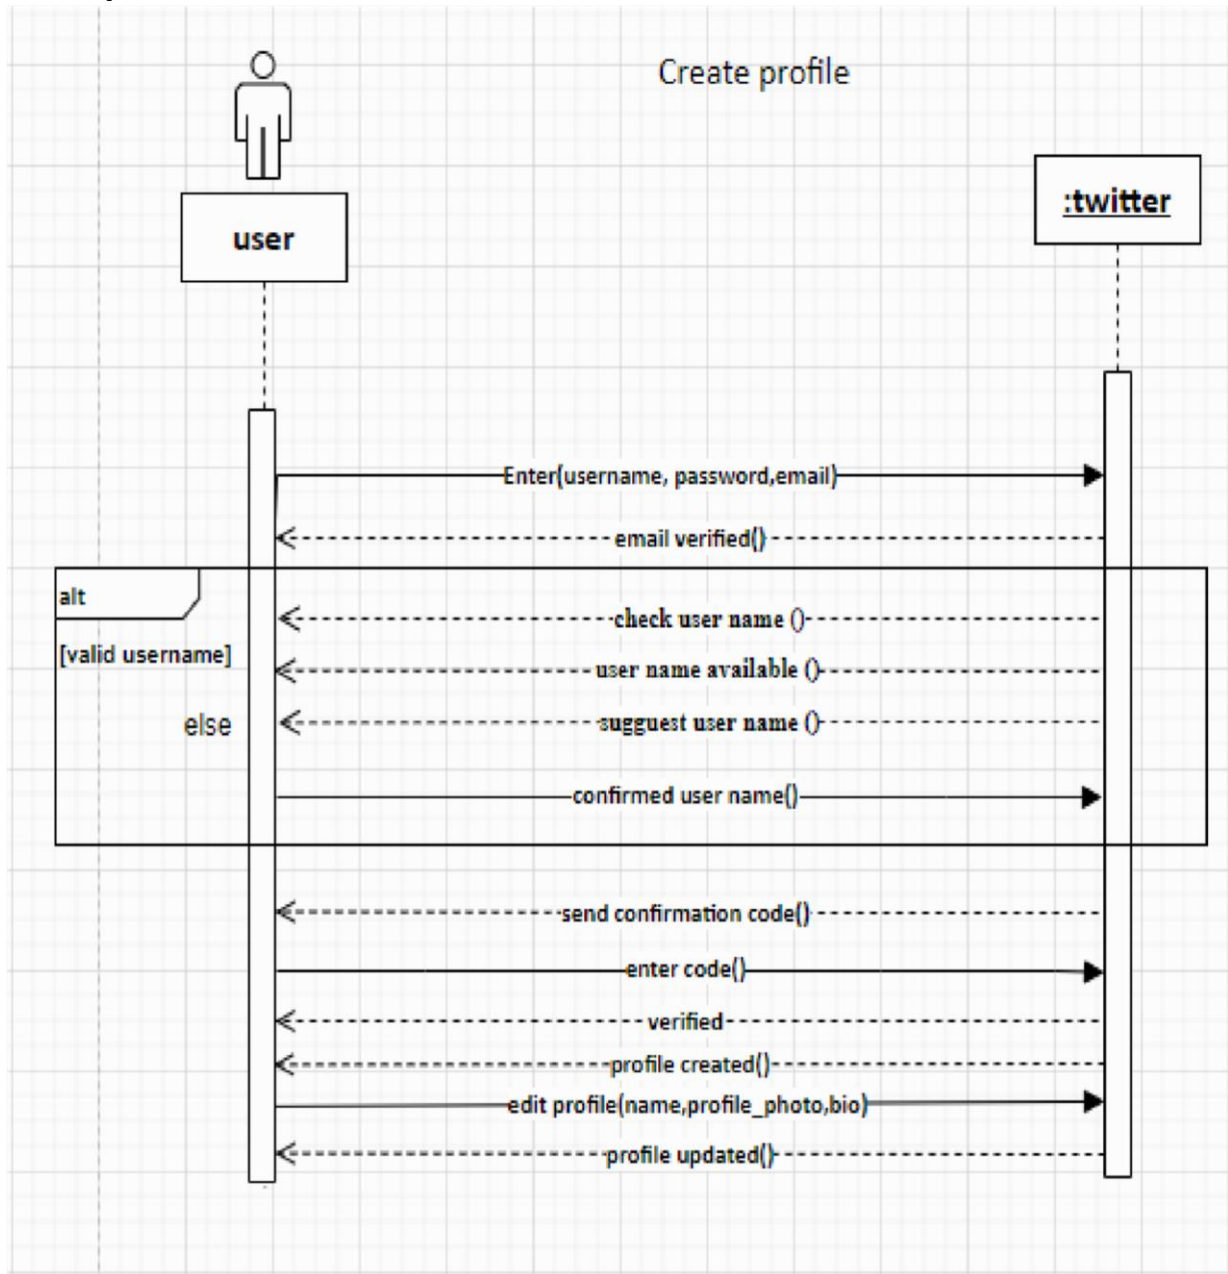 Create profile
:twitter
user
Enter(username, password,email)
email verified()
alt
check user name ()
[valid username]
user name available ()
else
sugguest user name ()
confirmed user name()
send confirmation code()
enter code()
verified
profile created()
edit profile(name,profile_photo,bio)
profile updated()